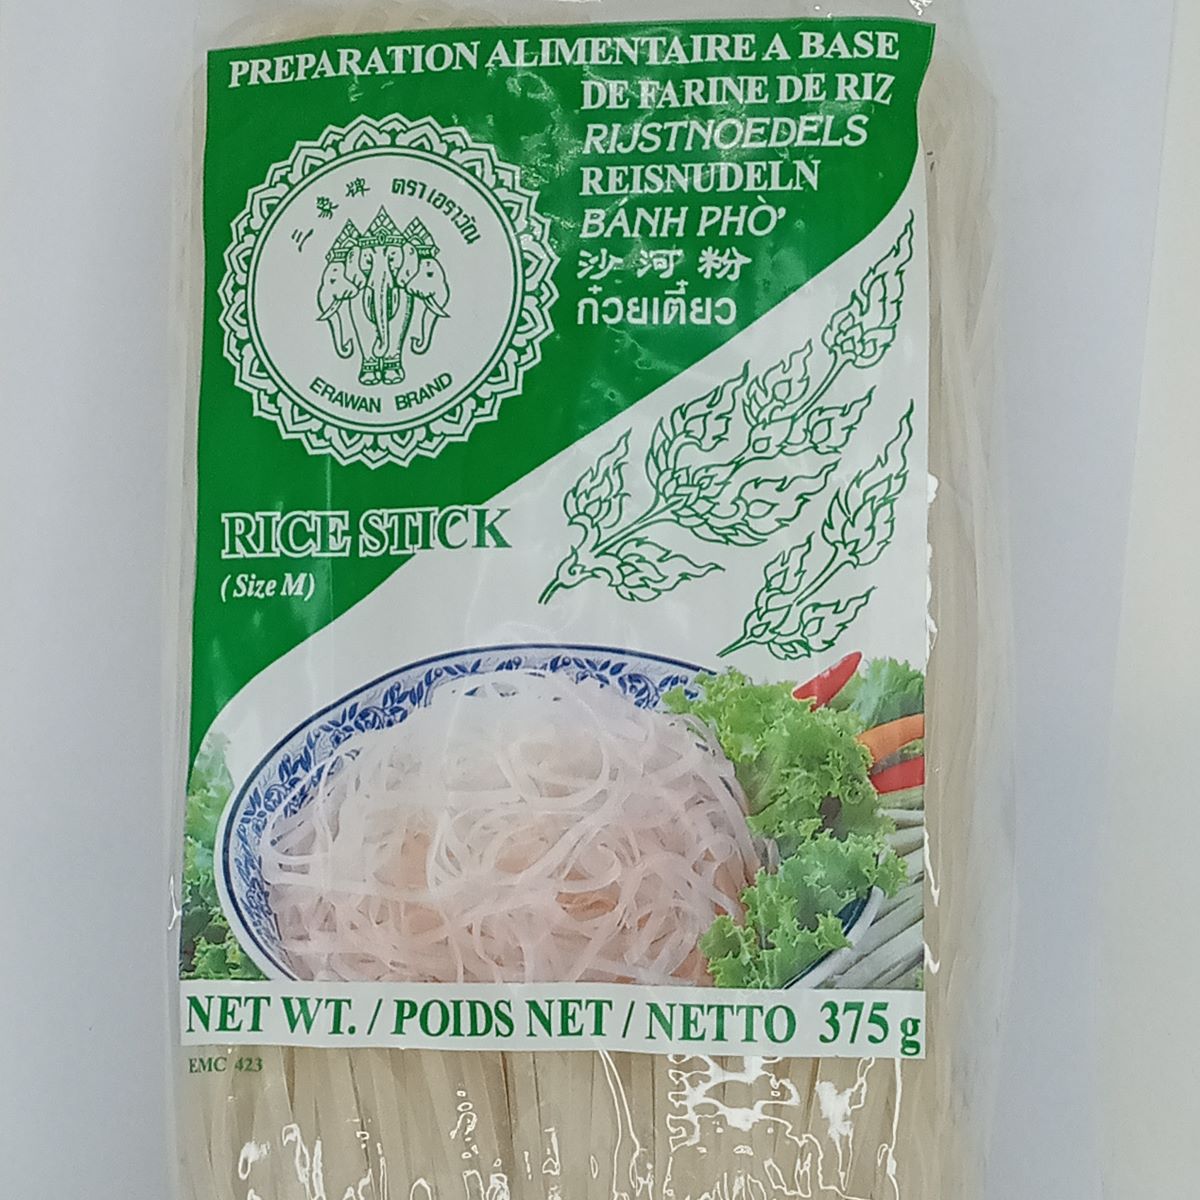 PREPARATION ALIMENTAIRE A BASE
DE FARINE DE RIZ
RIJSTNOEDELS
REISNUDELN
BÁNH PHỞ
沙河粉
ก๋วยเตี๋ยว
三象牌 ตราเอราวัณ
ERAWAN BRAND
RICE STICK
(Size M)
NET WT. / POIDS NET / NETTO 375 g
EMC 423